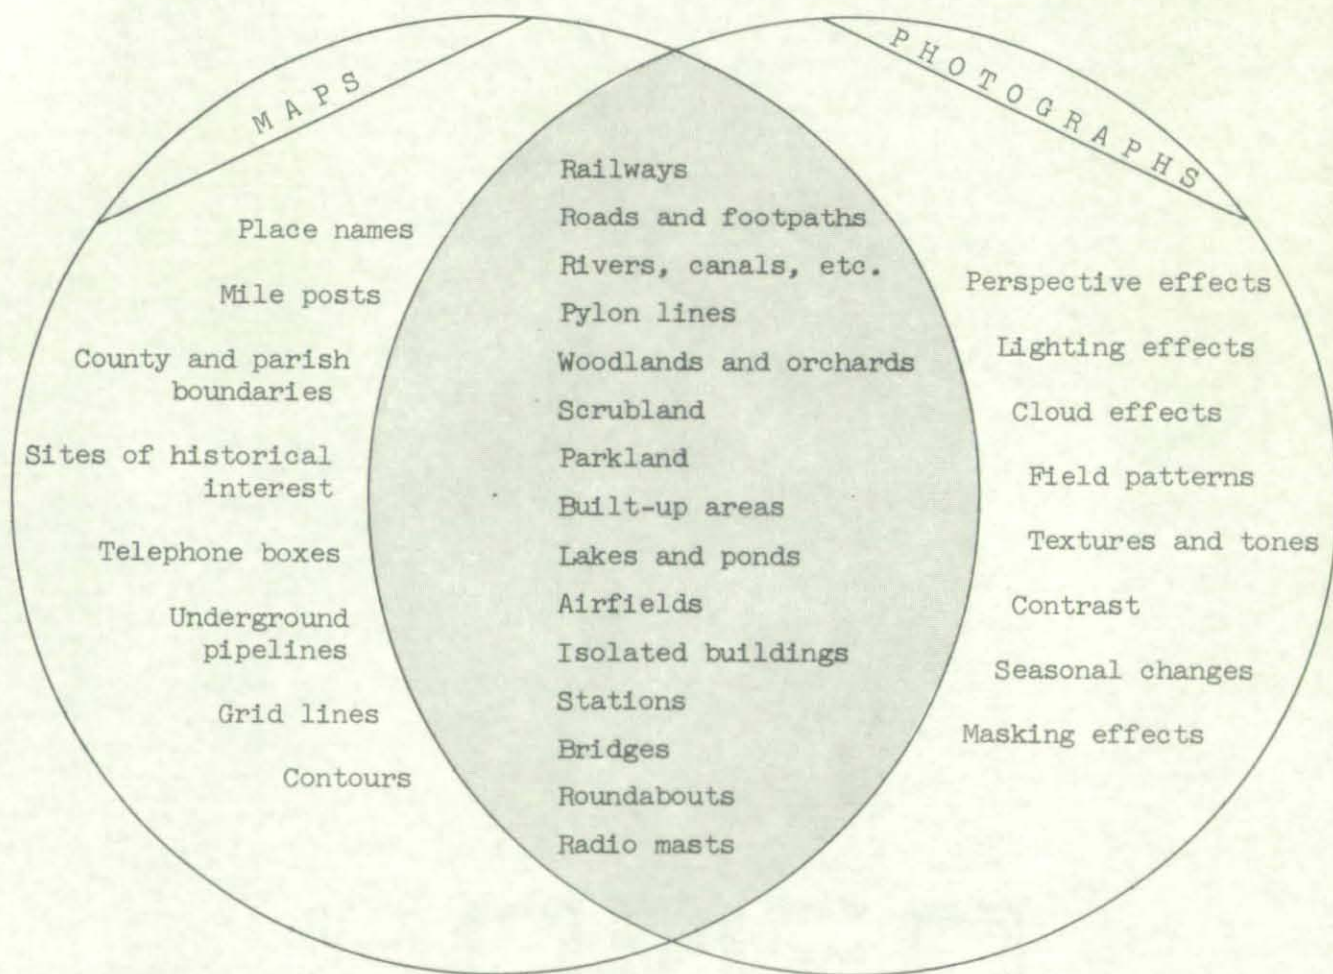 MAPS
Place names
Mile posts
County and parish
boundaries
Sites of historical
interest
Telephone boxes
Underground
pipelines
Grid lines
Contours
Railways
Roads and footpaths
Rivers, canals, etc.
Pylon lines
Woodlands and orchards
Scrubland
Parkland
Built-up areas
Lakes and ponds
Airfields
Isolated buildings
Stations
Bridges
Roundabouts
Radio masts
PHOTOGRAPHS
Perspective effects
Lighting effects
Cloud effects
Field patterns
Textures and tones
Contrast
Seasonal changes
Masking effects